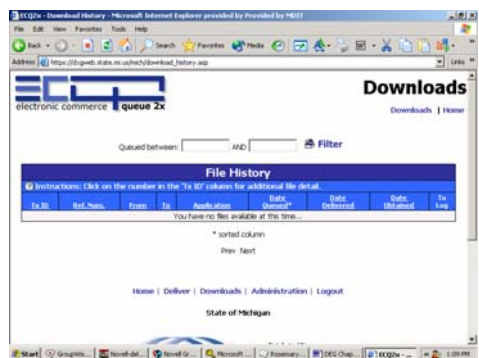 ECQ2x - Download History - Microsoft Internet Explorer provided by Provided by MDIT
File Edit View Favorites Tools Help
Back Search Favorites Media
Address https://dxgweb.state.mi.us/mich/download_history.asp Links
electronic commerce queue 2x
Downloads
Downloads | Home
Queued between: AND Filter
File History
Instructions: Click on the number in the 'Tx ID' column for additional file detail.
Tx ID Ref. Num. From To Application Date Queued* Date Delivered Date Obtained Tx Log
You have no files available at this time...
* sorted column
Prev Next
Home | Deliver | Downloads | Administration | Logout
State of Michigan
Start GroupWis... Novell-del... Novell Gr... Microsoft ... Rosemary... DEG Chap... ECQ2x - ... 1:09 PM